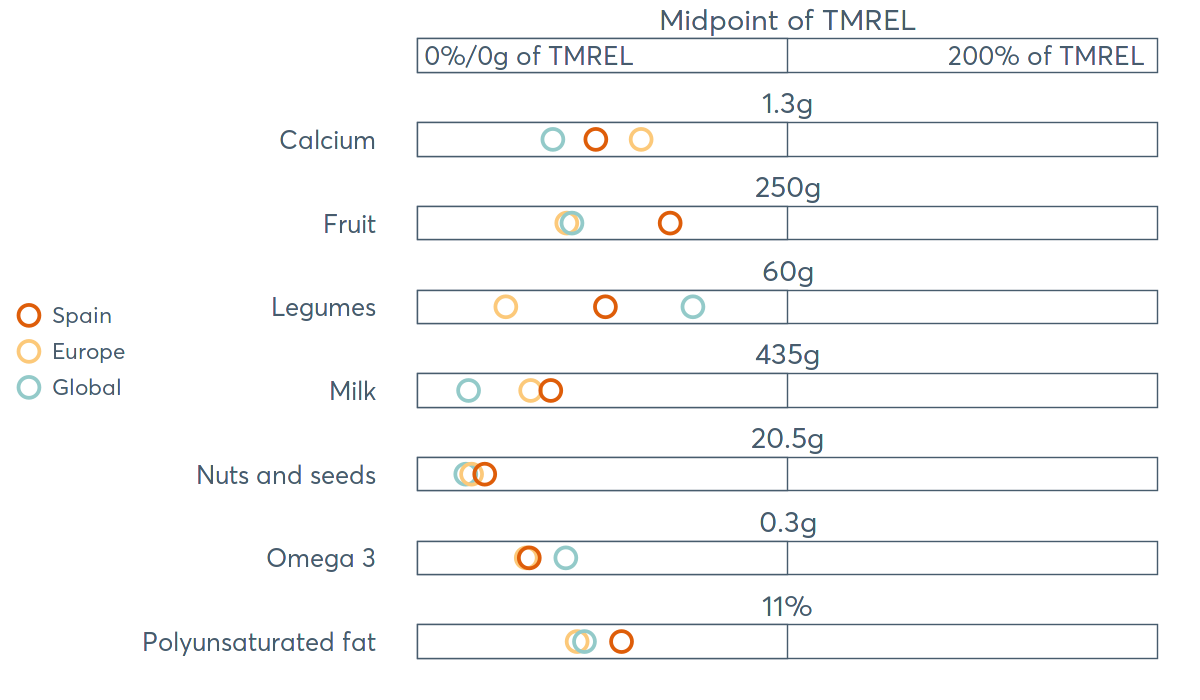 Midpoint of TMREL
0%/0g of TMREL
200% of TMREL
1.3g
Calcium
250g
Fruit
60g
Legumes
435g
Milk
20.5g
Nuts and seeds
0.3g
Omega 3
11%
Polyunsaturated fat
Spain
Europe
Global